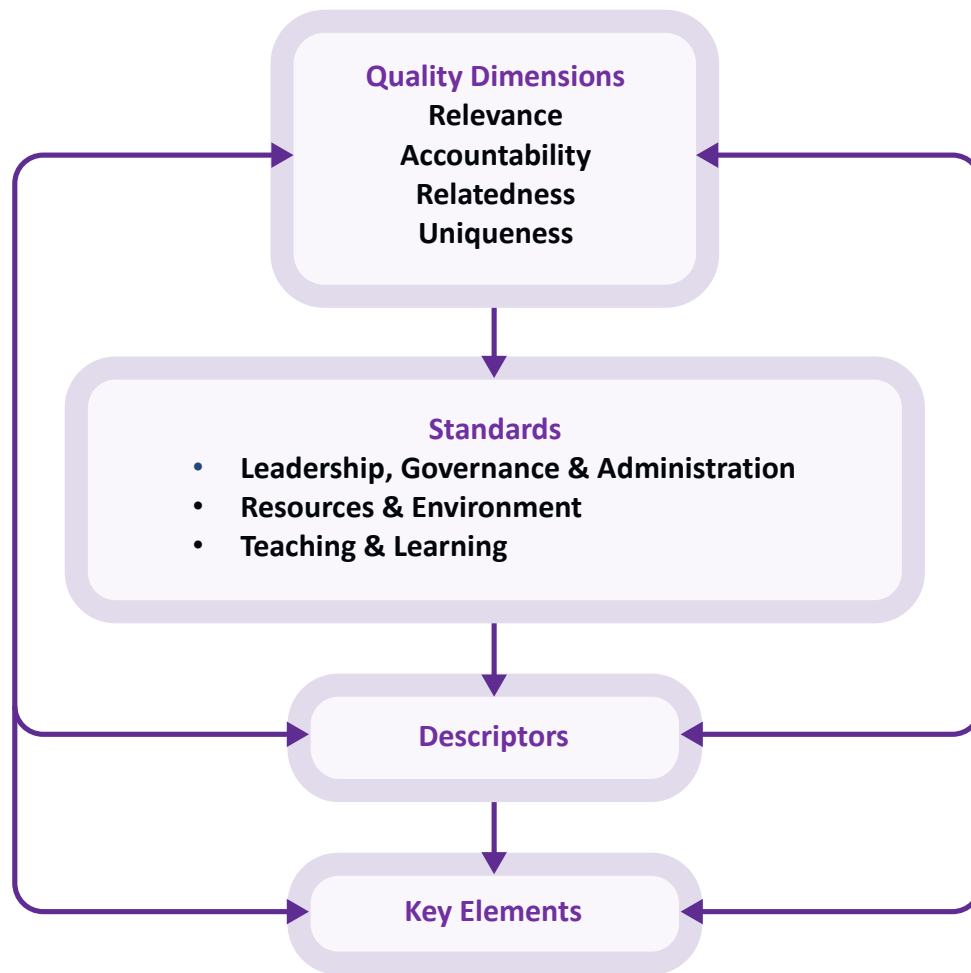 Quality Dimensions
Relevance
Accountability
Relatedness
Uniqueness
Standards
• Leadership, Governance & Administration
• Resources & Environment
• Teaching & Learning
Descriptors
Key Elements